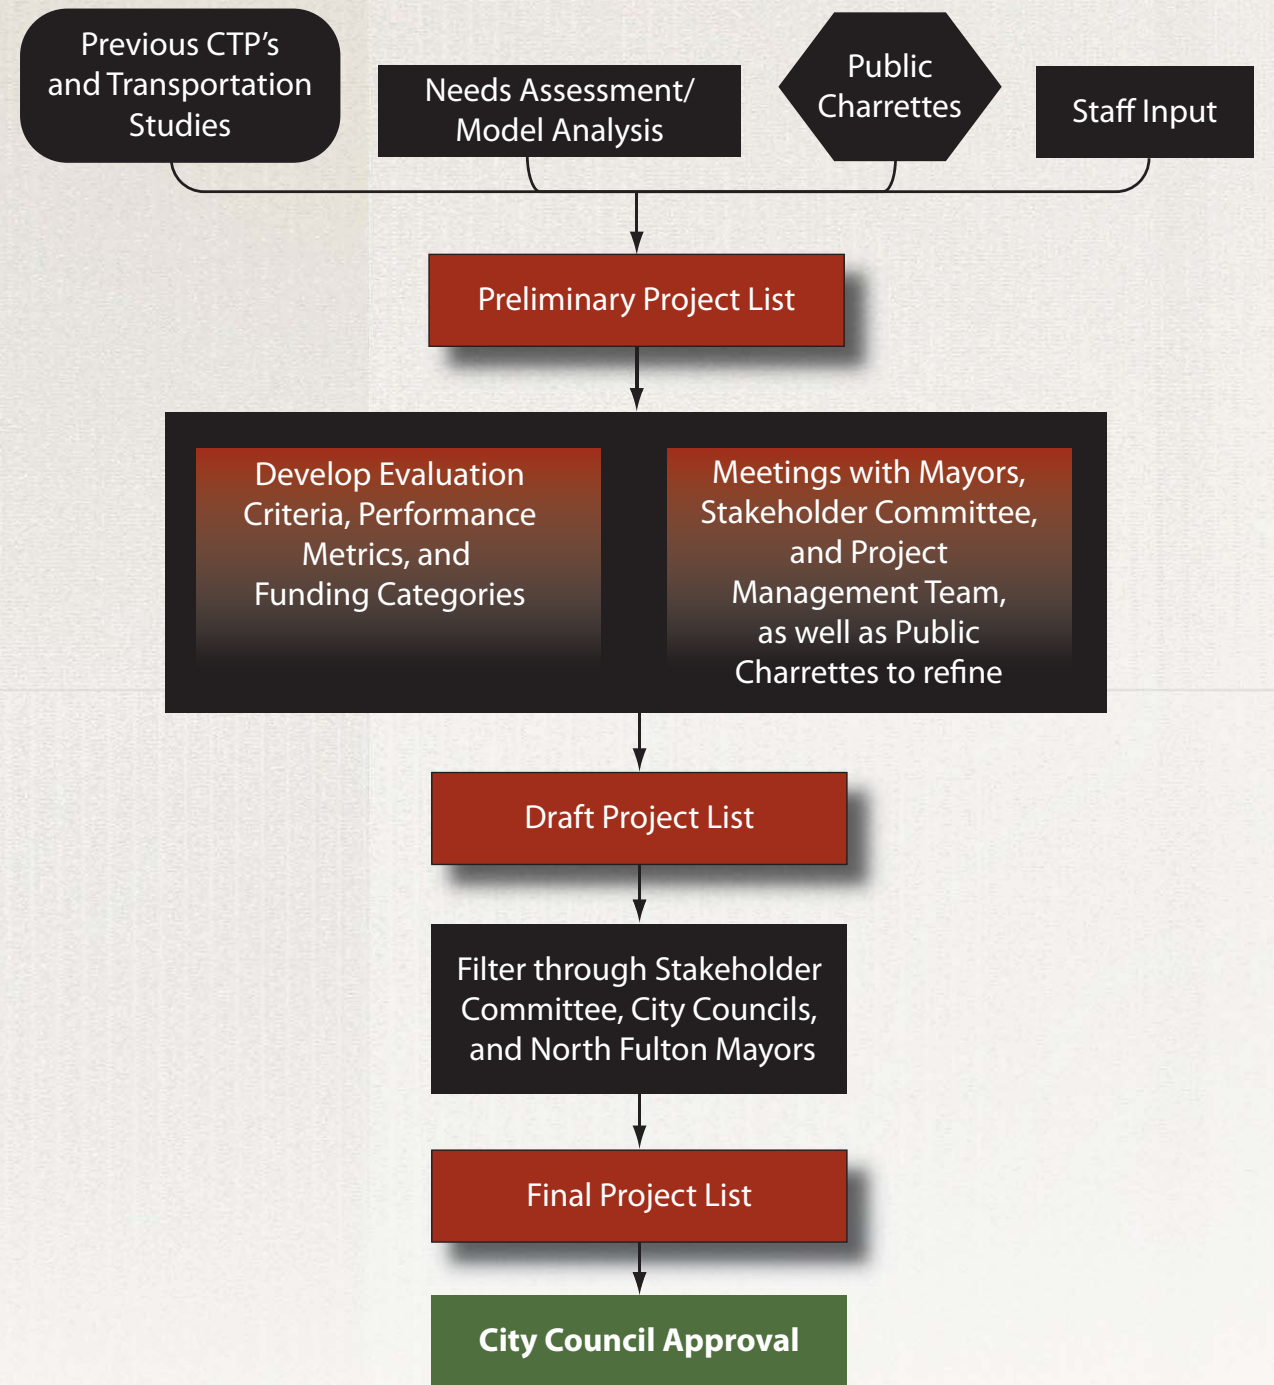 Previous CTP's
and Transportation
Studies
Needs Assessment/
Model Analysis
Public
Charrettes
Staff Input
Preliminary Project List
Develop Evaluation
Criteria, Performance
Metrics, and
Funding Categories
Meetings with Mayors,
Stakeholder Committee,
and Project
Management Team,
as well as Public
Charrettes to refine
Draft Project List
Filter through Stakeholder
Committee, City Councils,
and North Fulton Mayors
Final Project List
City Council Approval